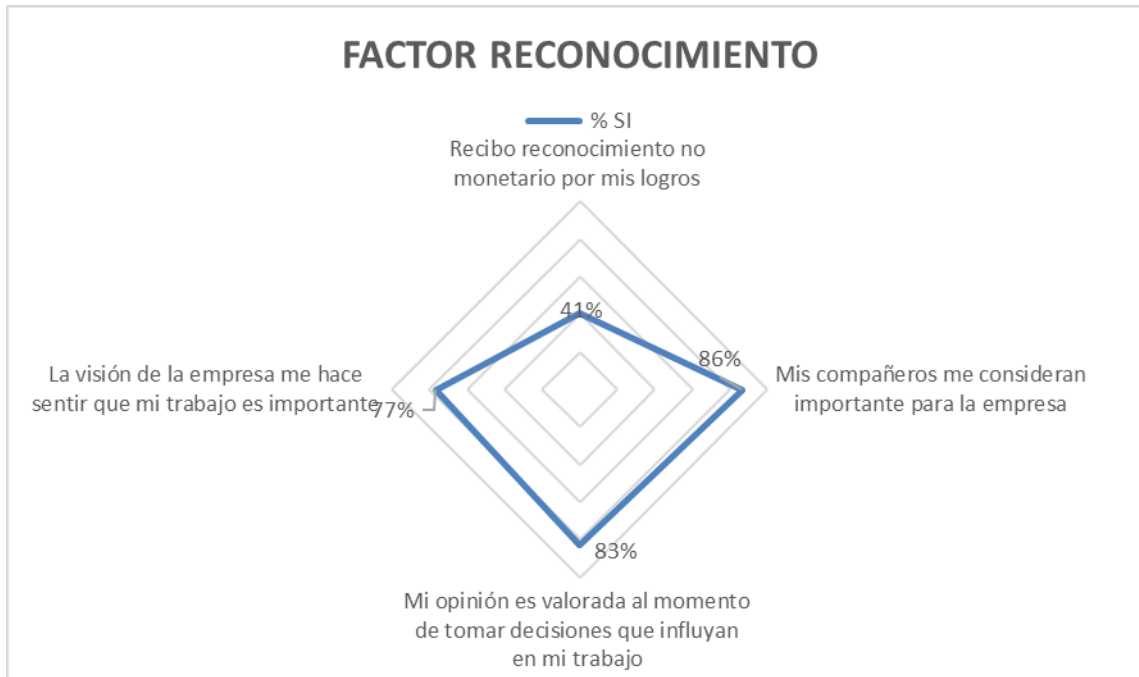 FACTOR RECONOCIMIENTO
% SI
Recibo reconocimiento no
monetario por mis logros
41%
86%
Mis compañeros me consideran
importante para la empresa
La visión de la empresa me hace
sentir que mi trabajo es importante
77%
83%
Mi opinión es valorada al momento
de tomar decisiones que influyan
en mi trabajo